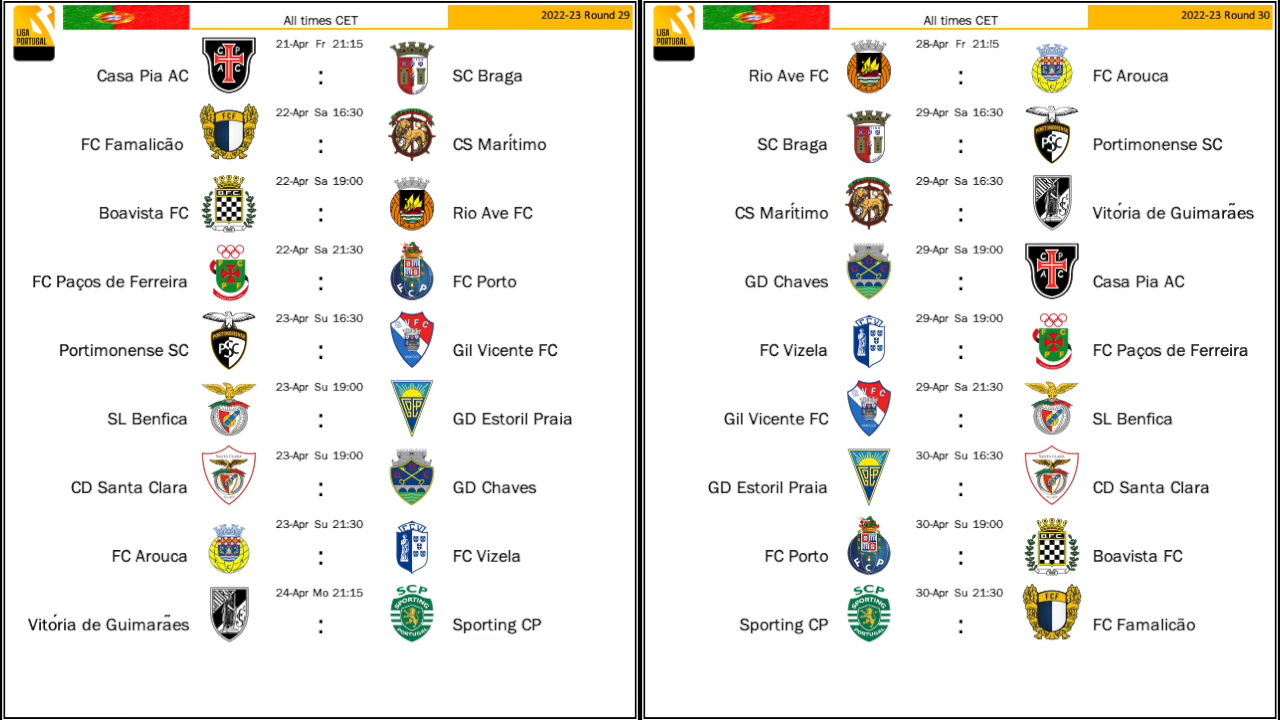 LIGA
PORTUGAL
All times CET
2022-23 Round 29
21-Apr Fr 21:15
Casa Pia AC : SC Braga
22-Apr Sa 16:30
FC Famalicão : CS Marítimo
22-Apr Sa 19:00
Boavista FC : Rio Ave FC
22-Apr Sa 21:30
FC Paços de Ferreira : FC Porto
23-Apr Su 16:30
Portimonense SC : Gil Vicente FC
23-Apr Su 19:00
SL Benfica : GD Estoril Praia
23-Apr Su 19:00
CD Santa Clara : GD Chaves
23-Apr Su 21:30
FC Arouca : FC Vizela
24-Apr Mo 21:15
Vitória de Guimarães : Sporting CP
LIGA
PORTUGAL
All times CET
2022-23 Round 30
28-Apr Fr 21:15
Rio Ave FC : FC Arouca
29-Apr Sa 16:30
SC Braga : Portimonense SC
29-Apr Sa 16:30
CS Marítimo : Vitória de Guimarães
29-Apr Sa 19:00
GD Chaves : Casa Pia AC
29-Apr Sa 19:00
FC Vizela : FC Paços de Ferreira
29-Apr Sa 21:30
Gil Vicente FC : SL Benfica
30-Apr Su 16:30
GD Estoril Praia : CD Santa Clara
30-Apr Su 19:00
FC Porto : Boavista FC
30-Apr Su 21:30
Sporting CP : FC Famalicão